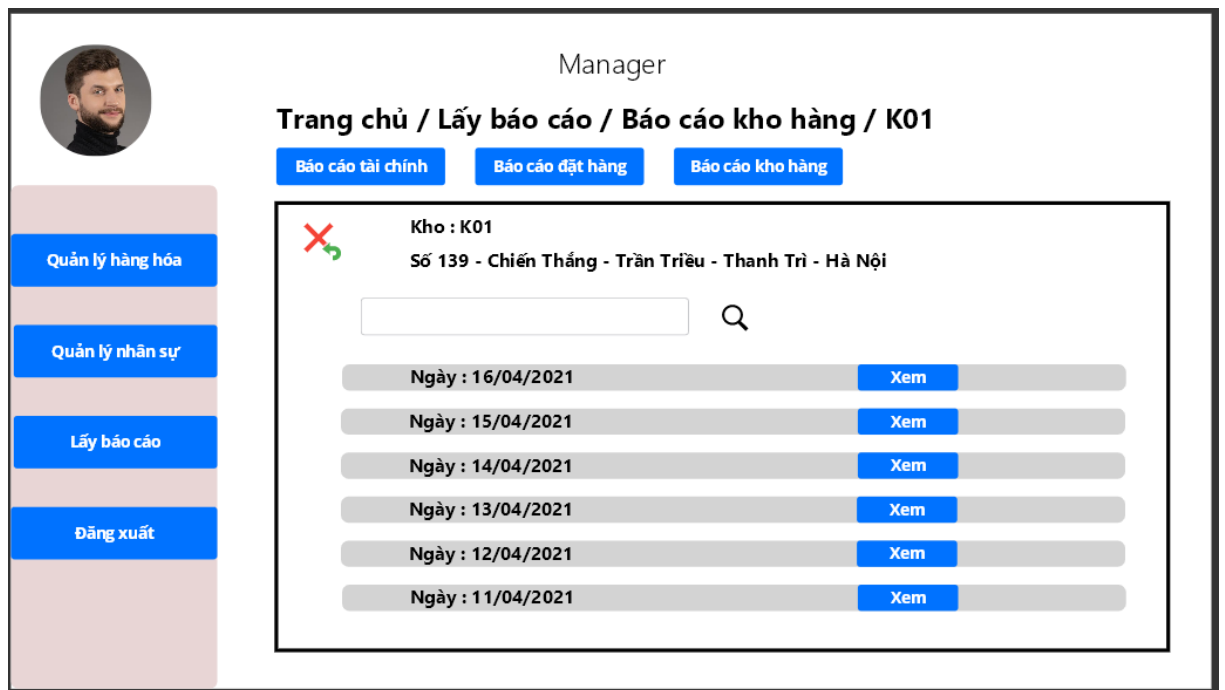 Manager
Trang chủ / Lấy báo cáo / Báo cáo kho hàng / K01
Báo cáo tài chính
Báo cáo đặt hàng
Báo cáo kho hàng
Quản lý hàng hóa
Quản lý nhân sự
Lấy báo cáo
Đăng xuất
Kho : K01
Số 139 - Chiến Thắng - Trần Triều - Thanh Trì - Hà Nội
Ngày : 16/04/2021 Xem
Ngày : 15/04/2021 Xem
Ngày : 14/04/2021 Xem
Ngày : 13/04/2021 Xem
Ngày : 12/04/2021 Xem
Ngày : 11/04/2021 Xem